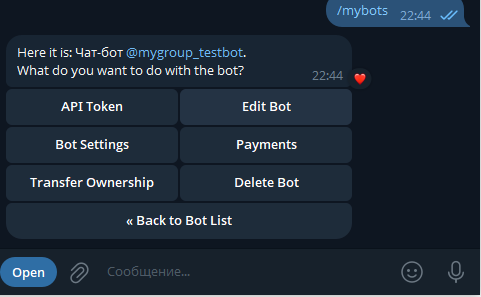 /mybots 22:44
Here it is: Чат-бот @mygroup_testbot.
What do you want to do with the bot?
22:44
API Token
Edit Bot
Bot Settings
Payments
Transfer Ownership
Delete Bot
« Back to Bot List
Open
Сообщение...